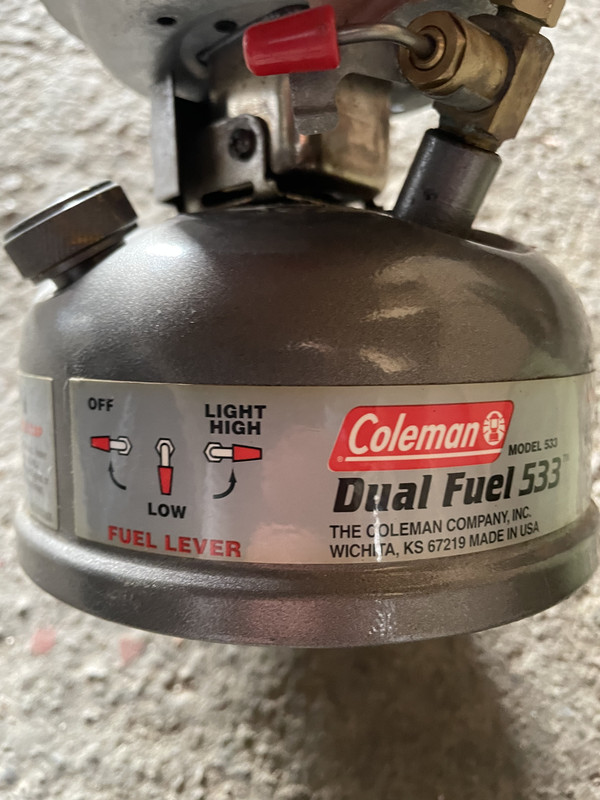 OFF
LIGHT
HIGH
LOW
FUEL LEVER
Coleman
®
MODEL 533
Dual Fuel 533™
THE COLEMAN COMPANY, INC.
WICHITA, KS 67219 MADE IN USA